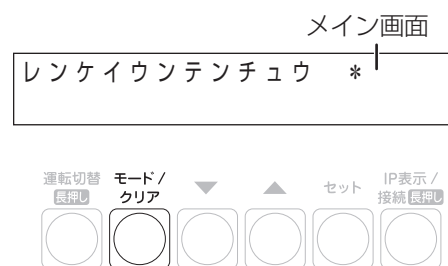 メイン画面
レンケイウンテンチュウ *
運転切替 長押し
モード/クリア
▼
▲
セット
IP表示/接続 長押し